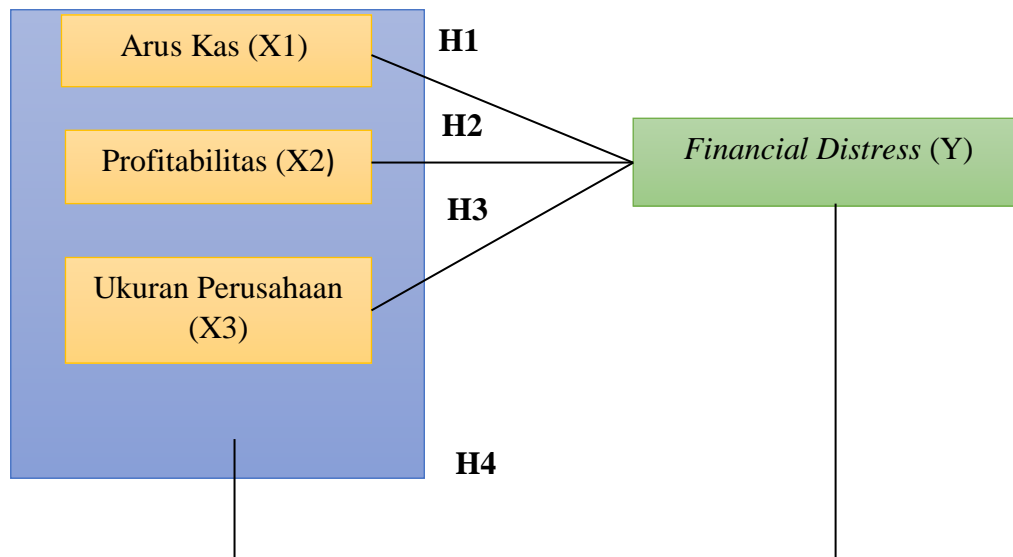 Arus Kas (X1)
H1
H2
Profitabilitas (X2)
Financial Distress (Y)
H3
Ukuran Perusahaan
(X3)
H4